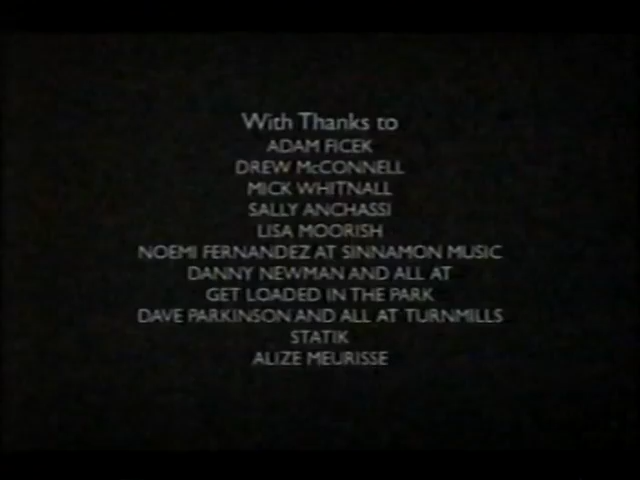 With Thanks to
ADAM FICEK
DREW McCONNELL
MICK WHITNALL
SALLY ANCHASSI
LISA MOORISH
NOEMI FERNANDEZ AT SINNAMON MUSIC
DANNY NEWMAN AND ALL AT
GET LOADED IN THE PARK
DAVE PARKINSON AND ALL AT TURNMILLS
STATIK
ALIZE MEURISSE